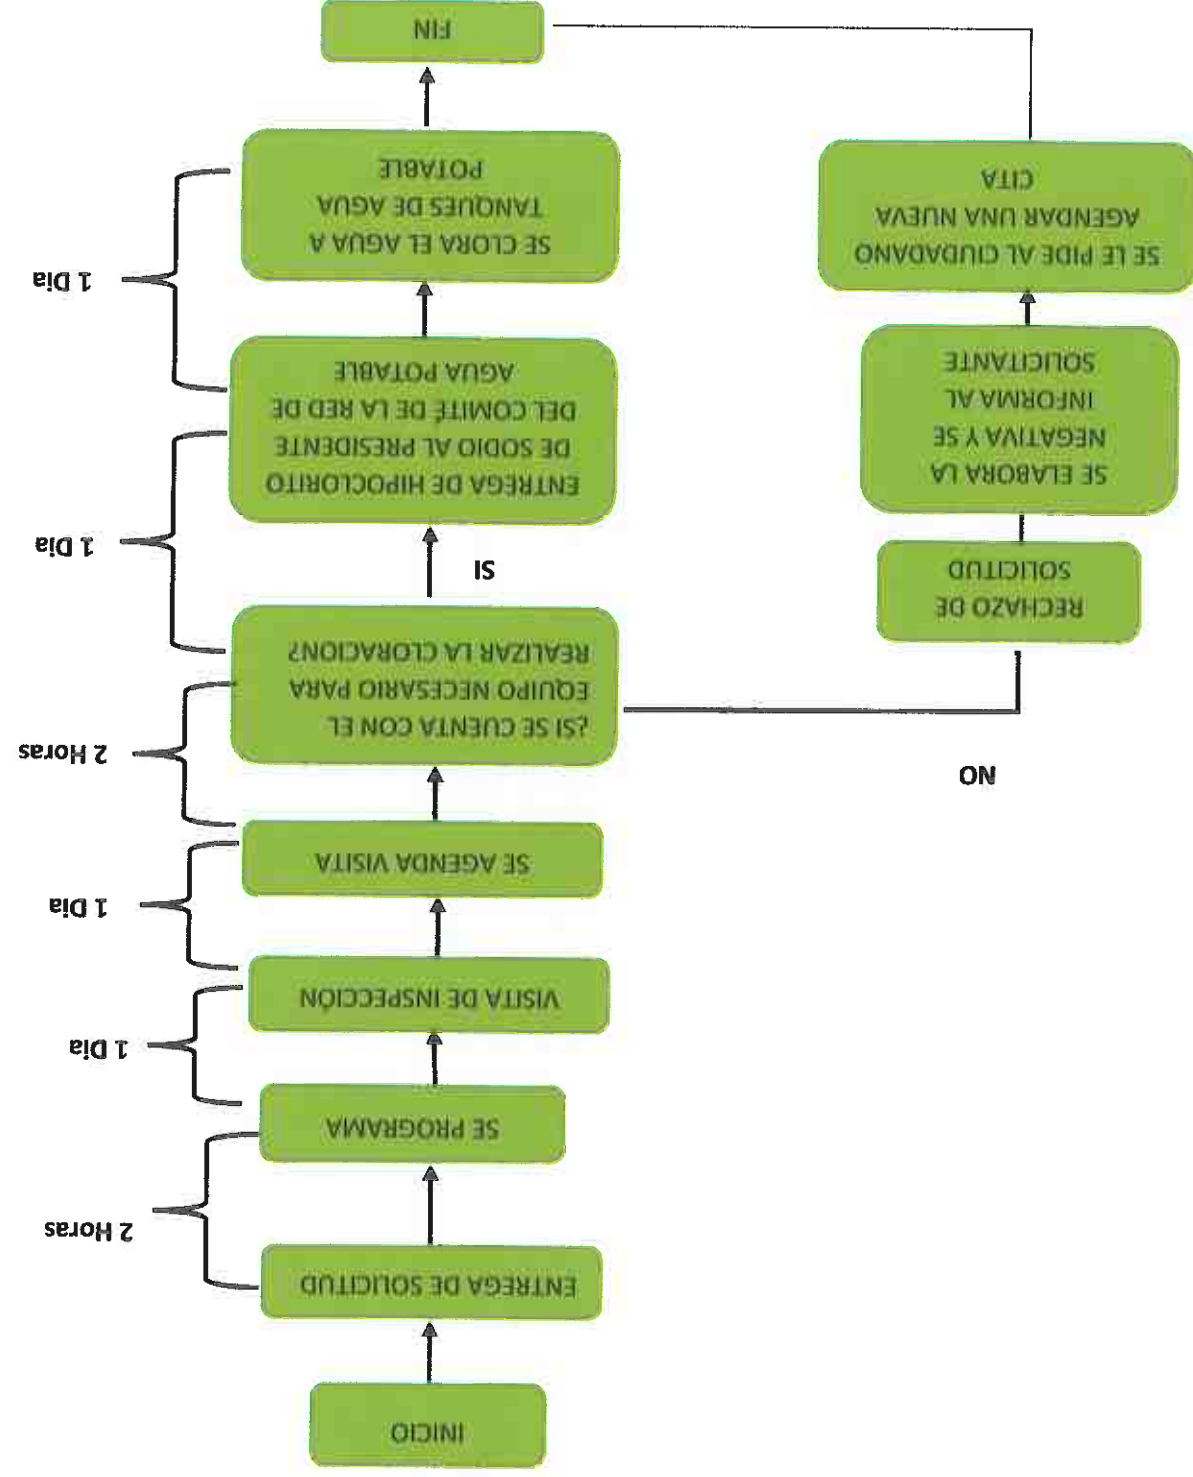 INICIO
ENTREGA DE SOLICITUD
2 Horas
SE PROGRAMA
1 Dia
VISITA DE INSPECCIÓN
1 Dia
SE AGENDA VISITA
2 Horas
¿SI SE CUENTA CON EL
EQUIPO NECESARIO PARA
REALIZAR LA CLORACION?
NO
SI
1 Dia
RECHAZO DE
SOLICITUD
ENTREGA DE HIPOCLORITO
DE SODIO AL PRESIDENTE
DEL COMITÉ DE LA RED DE
AGUA POTABLE
SE ELABORA LA
NEGATIVA Y SE
INFORMA AL
SOLICITANTE
1 Dia
SE CLORA EL AGUA A
TANQUES DE AGUA
POTABLE
SE LE PIDE AL CIUDADANO
AGENDAR UNA NUEVA
CITA
FIN